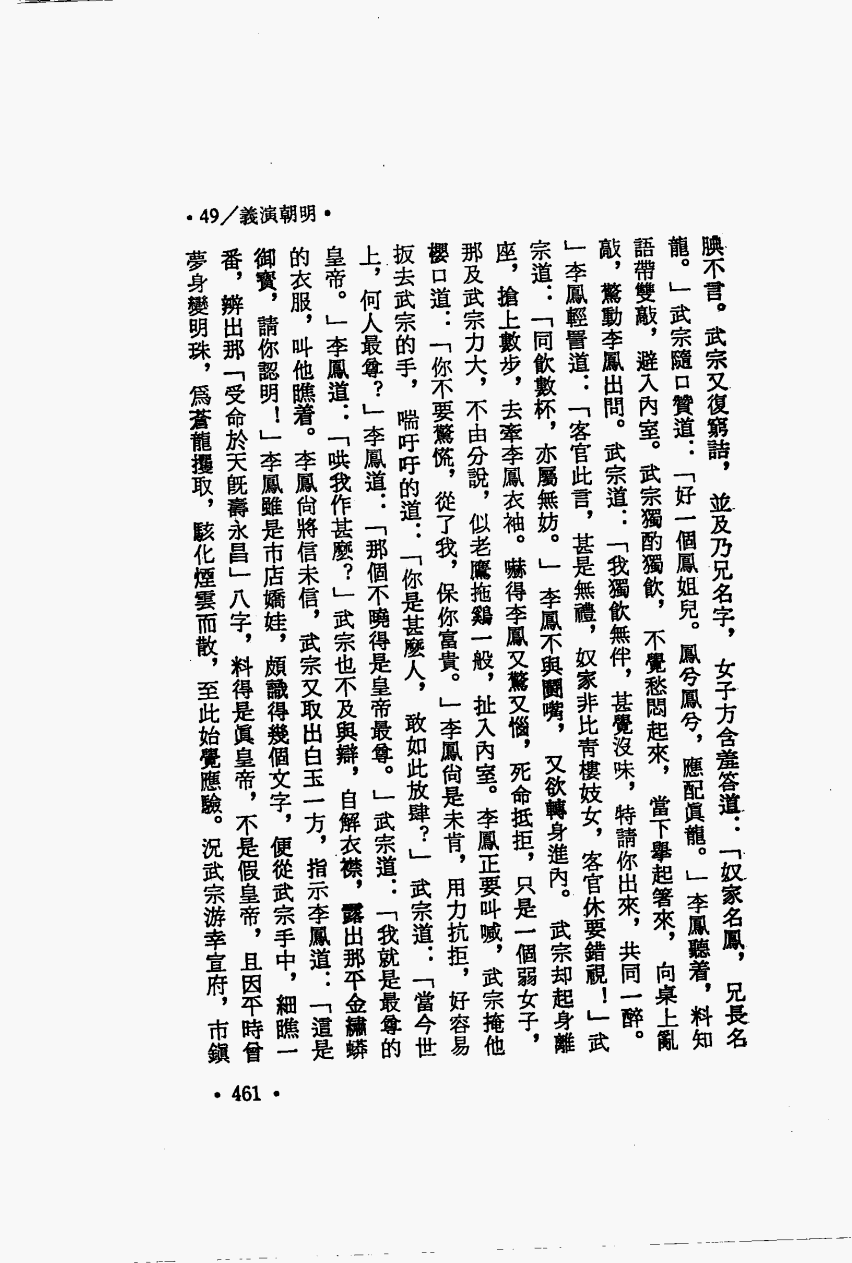 •49/義演朝明•
腆不言。武宗又復窮詰，並及乃兄名字，女子方含羞答道：「奴家名鳳，兄長名
龍。」武宗隨口贊道：「好一個鳳姐兒。鳳兮鳳兮，應配眞龍。」李鳳聽着，料知
語帶雙敲，避入內室。武宗獨酌獨飲，不覺愁悶起來，當下擧起箸來，向桌上亂
敲，驚動李鳳出問。武宗道：「我獨飲無伴，甚覺沒味，特請你出來，共同一醉。
」李鳳輕詈道：「客官此言，甚是無禮，奴家非比靑樓妓女，客官休要錯視！」武
宗道：「同飲數杯，亦屬無妨。」李鳳不與鬭嘴，又欲轉身進內。武宗却起身離
座，搶上數步，去牽李鳳衣袖。嚇得李鳳又驚又惱，死命抵拒，只是一個弱女子，
那及武宗力大，不由分說，似老鷹拖鷄一般，扯入內室。李鳳正要叫喊，武宗掩他
櫻口道：「你不要驚慌，從了我，保你富貴。」李鳳尙是未肯，用力抗拒，好容易
扳去武宗的手，喘吁吁的道：「你是甚麼人，敢如此放肆？」武宗道：「當今世
上，何人最尊？」李鳳道：「那個不曉得是皇帝最尊。」武宗道：「我就是最尊的
皇帝。」李鳳道：「哄我作甚麼？」武宗也不及與辯，自解衣襟，露出那平金繡蟒
的衣服，叫他瞧着。李鳳尙將信未信，武宗又取出白玉一方，指示李鳳道：「這是
御寳，請你認明！」李鳳雖是市店嬌娃，頗識得幾個文字，便從武宗手中，細瞧一
番，辨出那「受命於天旣壽永昌」八字，料得是眞皇帝，不是假皇帝，且因平時曾
夢身變明珠，爲蒼龍攫取，駭化煙雲而散，至此始覺應驗。況武宗游幸宣府，市鎭
•461•